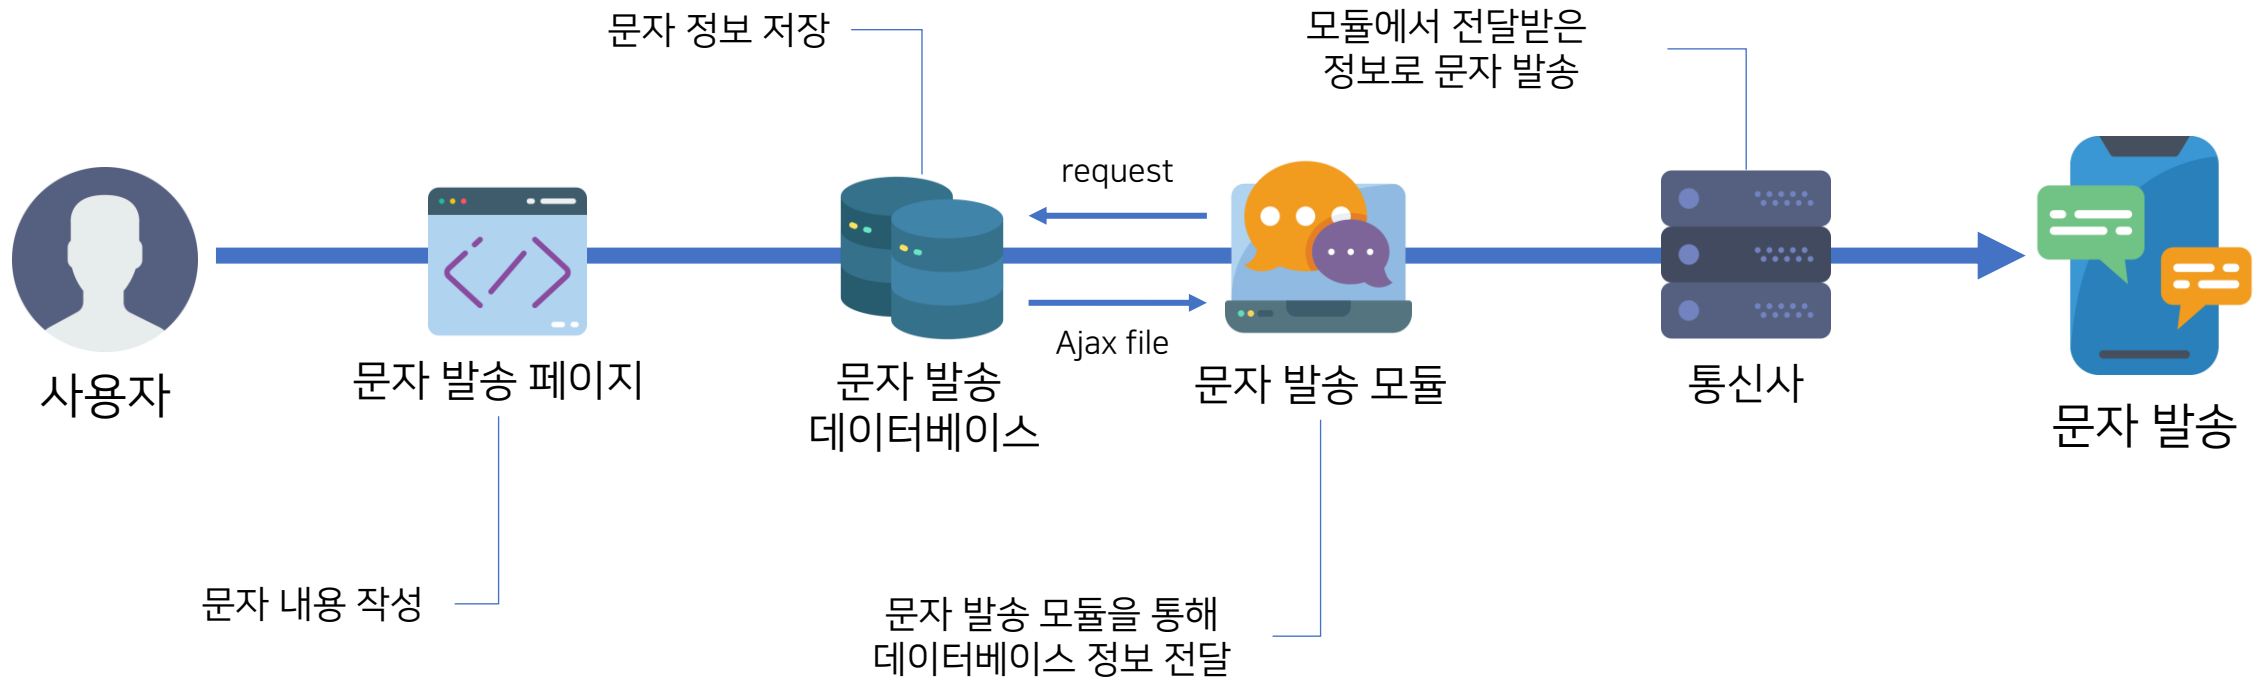 문자 정보 저장
모듈에서 전달받은
정보로 문자 발송
request
Ajax file
사용자
문자 발송 페이지
문자 발송
데이터베이스
문자 발송 모듈
통신사
문자 발송
문자 내용 작성
문자 발송 모듈을 통해
데이터베이스 정보 전달